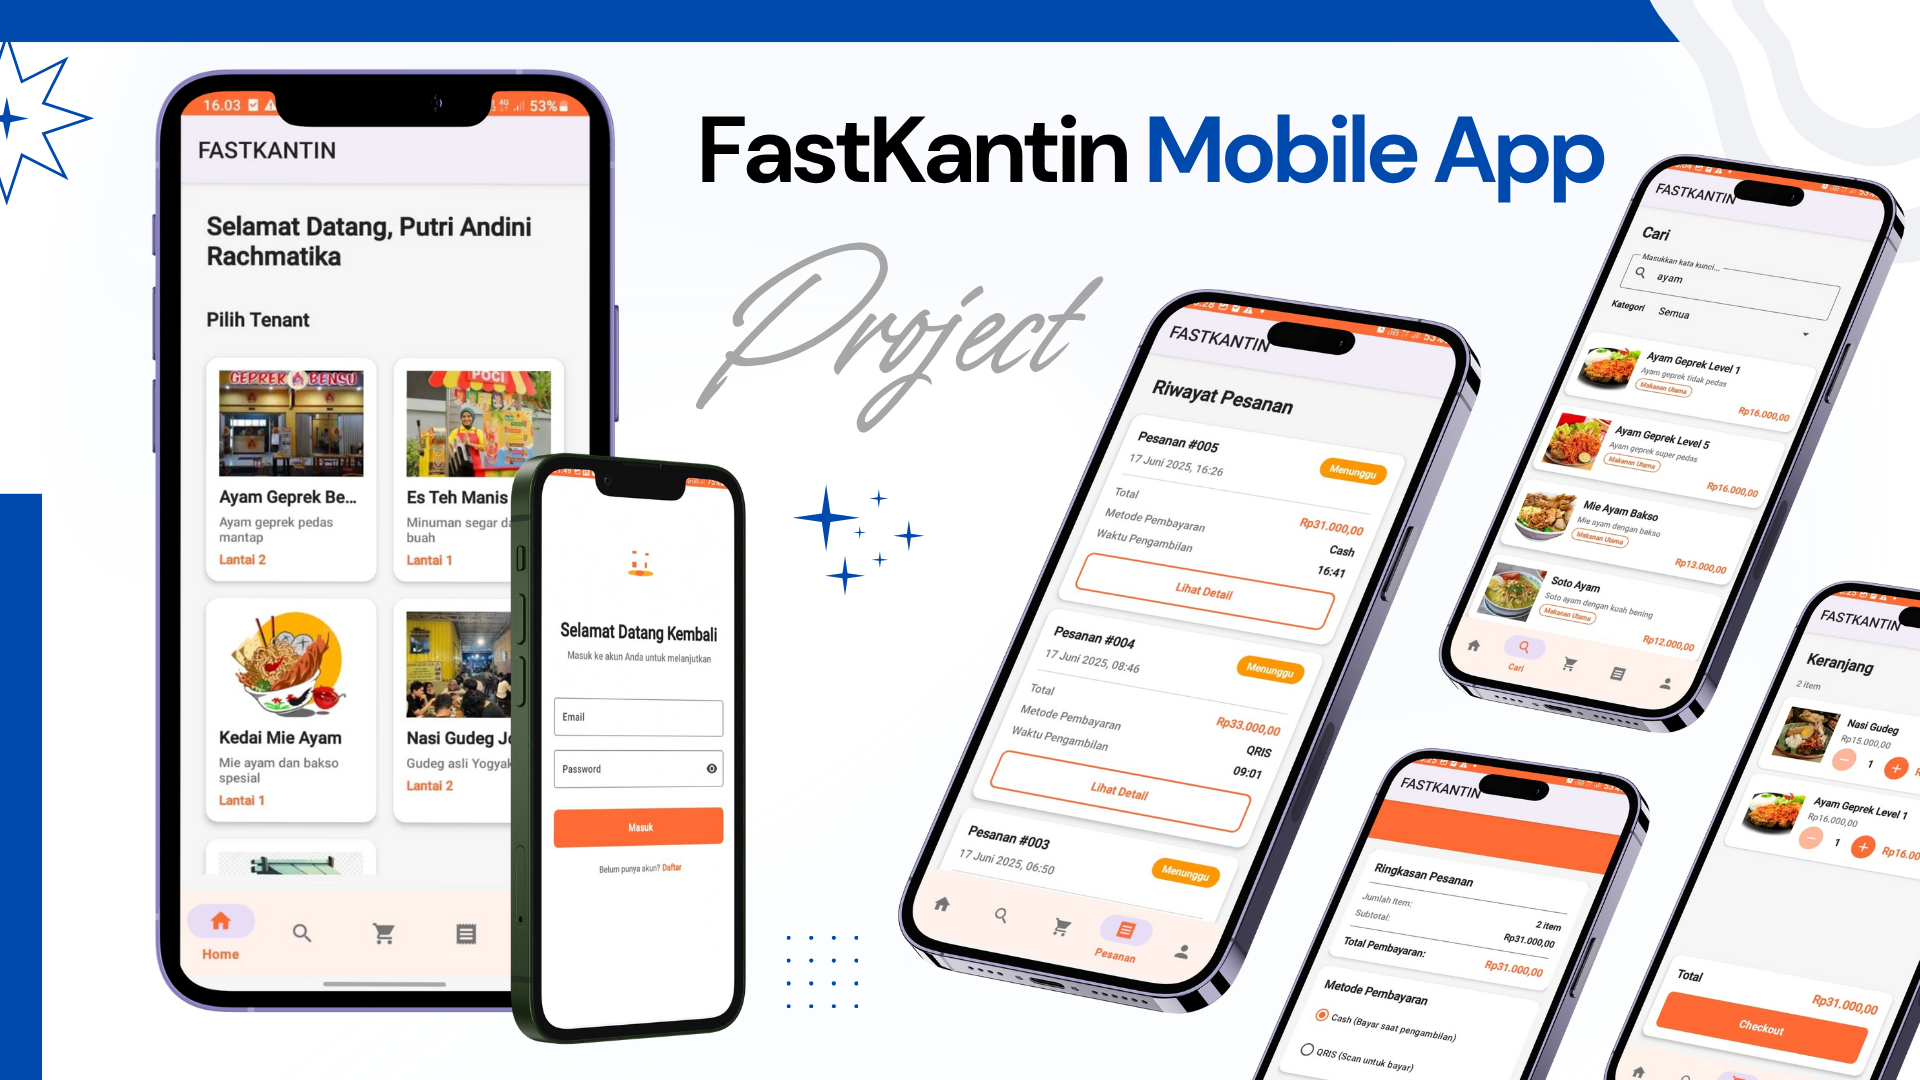 FastKantin Mobile App
Project
16.03
4G
53%
FASTKANTIN
Selamat Datang, Putri Andini
Rachmatika
Pilih Tenant
GEPREK BENSU
Ayam Geprek Be...
Ayam geprek pedas
mantap
Lantai 2
POCI
Es Teh Manis
Minuman segar
buah
Lantai 1
Kedai Mie Ayam
Mie ayam dan bakso
spesial
Lantai 1
Nasi Gudeg
Gudeg asli
Lantai 2
Home
Selamat Datang Kembali
Masuk ke akun Anda untuk melanjutkan
Email
Password
Masuk
Belum punya akun? Daftar
FASTKANTIN
Riwayat Pesanan
Pesanan #005
17 Juni 2025, 16:26
Menunggu
Total
Rp31.000,00
Metode Pembayaran
Cash
Waktu Pengambilan
16:41
Lihat Detail
Pesanan #004
17 Juni 2025, 08:46
Menunggu
Total
Rp33.000,00
Metode Pembayaran
QRIS
Waktu Pengambilan
09:01
Lihat Detail
Pesanan #003
17 Juni 2025, 06:50
Menunggu
Pesanan
FASTKANTIN
Cari
Masukkan kata kunci...
ayam
Kategori Semua
Ayam Geprek Level 1
Ayam geprek tidak pedas
Makanan Utama
Rp16.000,00
Ayam Geprek Level 5
Ayam geprek super pedas
Makanan Utama
Rp16.000,00
Mie Ayam Bakso
Mie ayam dengan bakso
Makanan Utama
Rp13.000,00
Soto Ayam
Soto ayam dengan kuah bening
Makanan Utama
Rp12.000,00
Cari
FASTKANTIN
Ringkasan Pesanan
Jumlah Item:
2 item
Subtotal:
Rp31.000,00
Total Pembayaran:
Rp31.000,00
Metode Pembayaran
Cash (Bayar saat pengambilan)
QRIS (Scan untuk bayar)
FASTKANTIN
Keranjang
2 item
Nasi Gudeg
Rp15.000,00
1
Ayam Geprek Level 1
Rp16.000,00
1
Rp16.00
Total
Rp31.000,00
Checkout